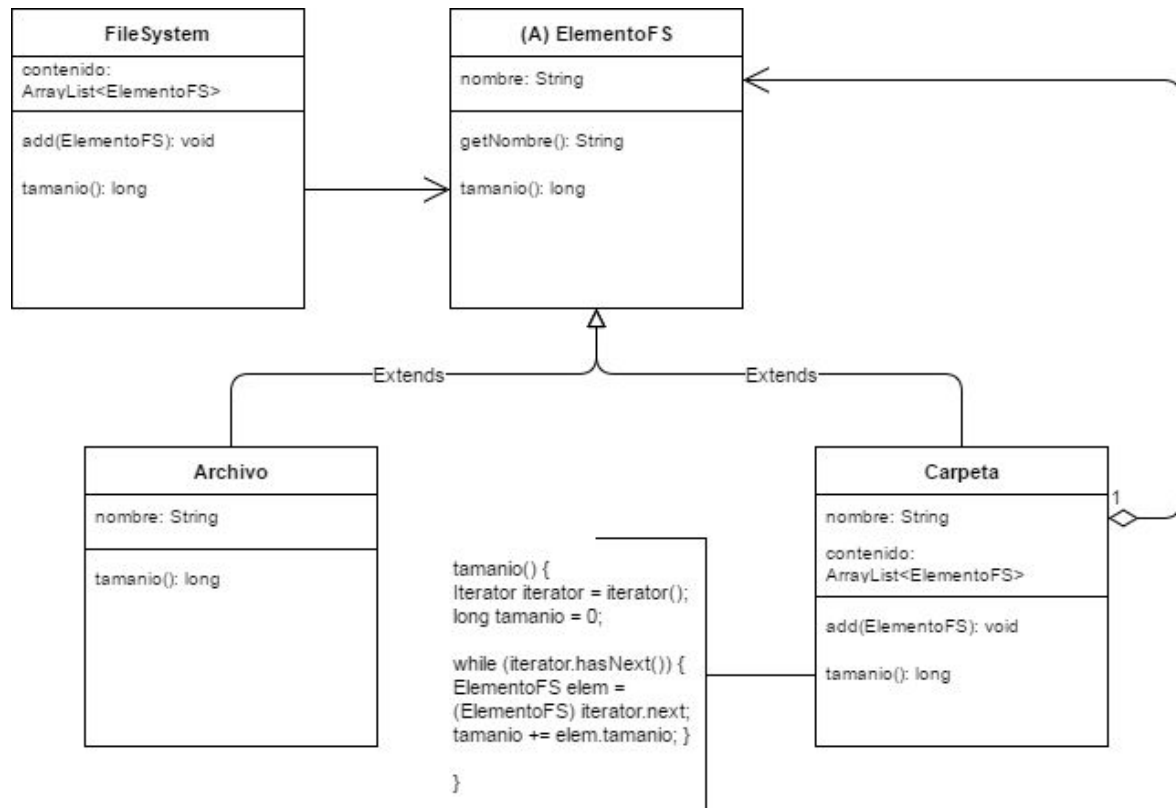 FileSystem
contenido:
ArrayList<ElementoFS>
add(ElementoFS): void
tamanio(): long
(A) ElementoFS
nombre: String
getNombre(): String
tamanio(): long
Extends
Extends
Archivo
nombre: String
tamanio(): long
tamanio() {
Iterator iterator = iterator();
long tamanio = 0;
while (iterator.hasNext()) {
ElementoFS elem =
(ElementoFS) iterator.next;
tamanio += elem.tamanio; }
}
Carpeta
nombre: String
contenido:
ArrayList<ElementoFS>
add(ElementoFS): void
tamanio(): long
1